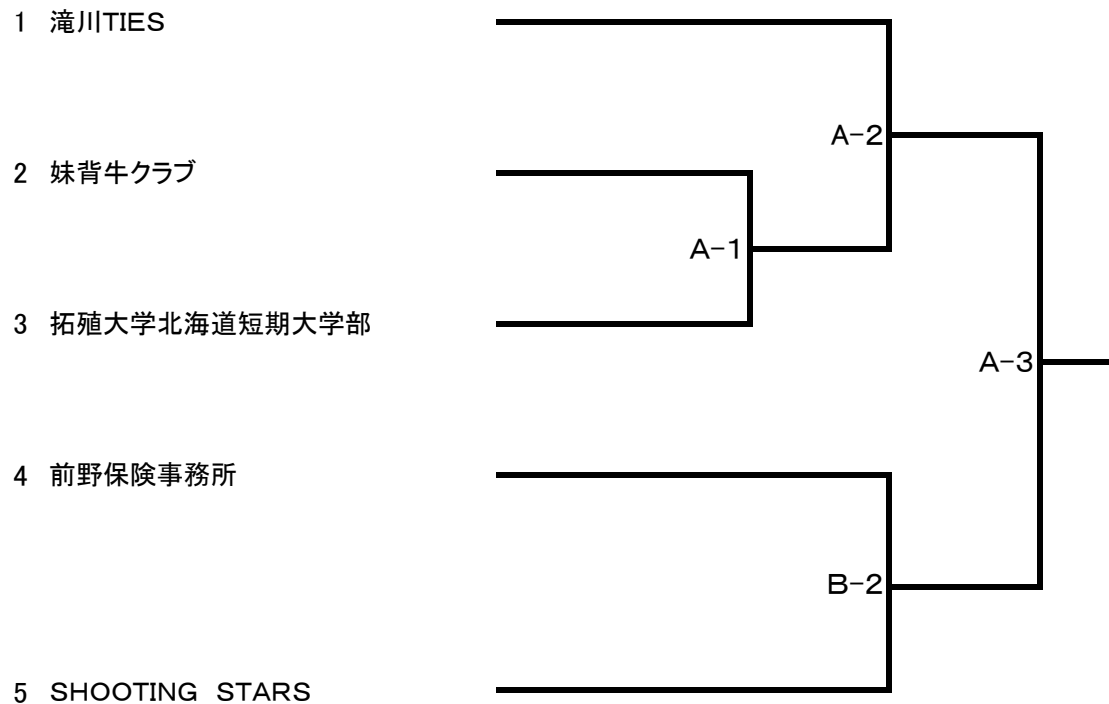 1 滝川TIES
A-2
2 妹背牛クラブ
A-1
3 拓殖大学北海道短期大学部
A-3
4 前野保険事務所
B-2
5 SHOOTING STARS